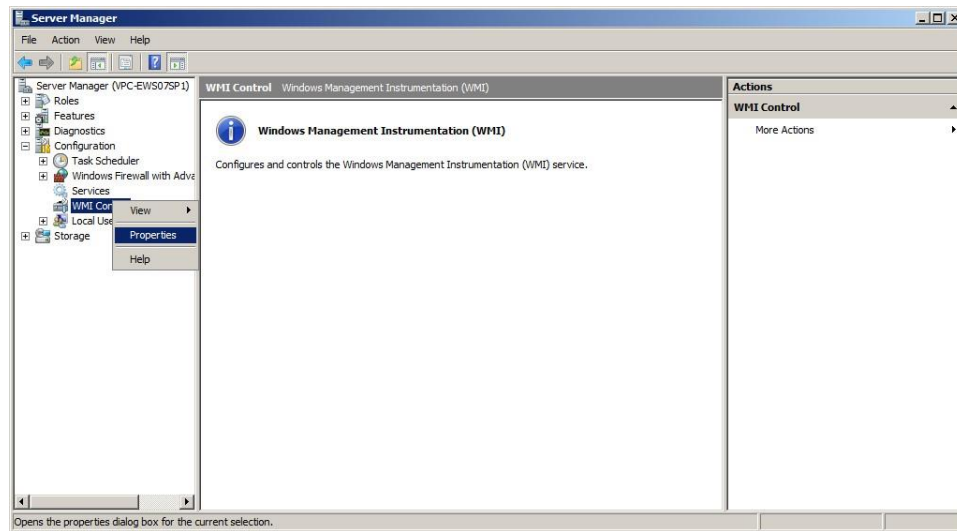 Server Manager
File Action View Help
Server Manager (VPC-EWS07SP1)
Roles
Features
Diagnostics
Configuration
Task Scheduler
Windows Firewall with Adva
Services
WMI Con
Local Use
Storage
View
Properties
Help
WMI Control Windows Management Instrumentation (WMI)
Windows Management Instrumentation (WMI)
Configures and controls the Windows Management Instrumentation (WMI) service.
Actions
WMI Control
More Actions
Opens the properties dialog box for the current selection.